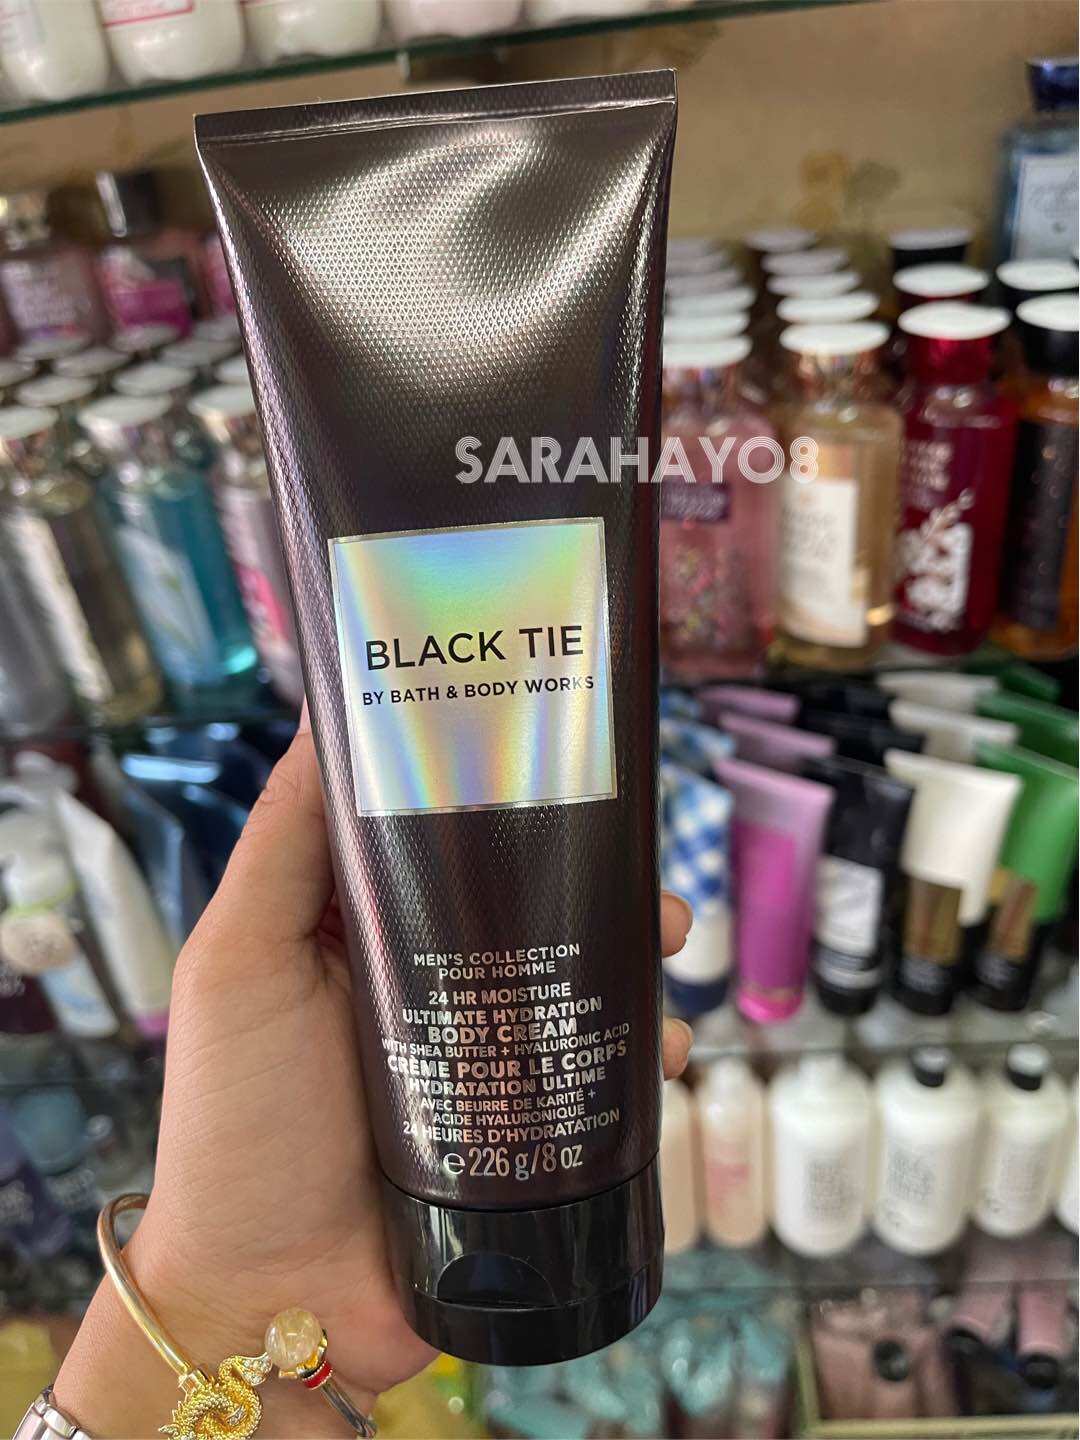 SARAHAYO8
BLACK TIE
BY BATH & BODY WORKS
MEN'S COLLECTION
POUR HOMME
24 HR MOISTURE
ULTIMATE HYDRATION
BODY CREAM
WITH SHEA BUTTER + HYALURONIC ACID
CRÈME POUR LE CORPS
HYDRATATION ULTIME
AVEC BEURRE DE KARITÉ +
ACIDE HYALURONIQUE
24 HEURES D'HYDRATATION
℮ 226 g/8 OZ